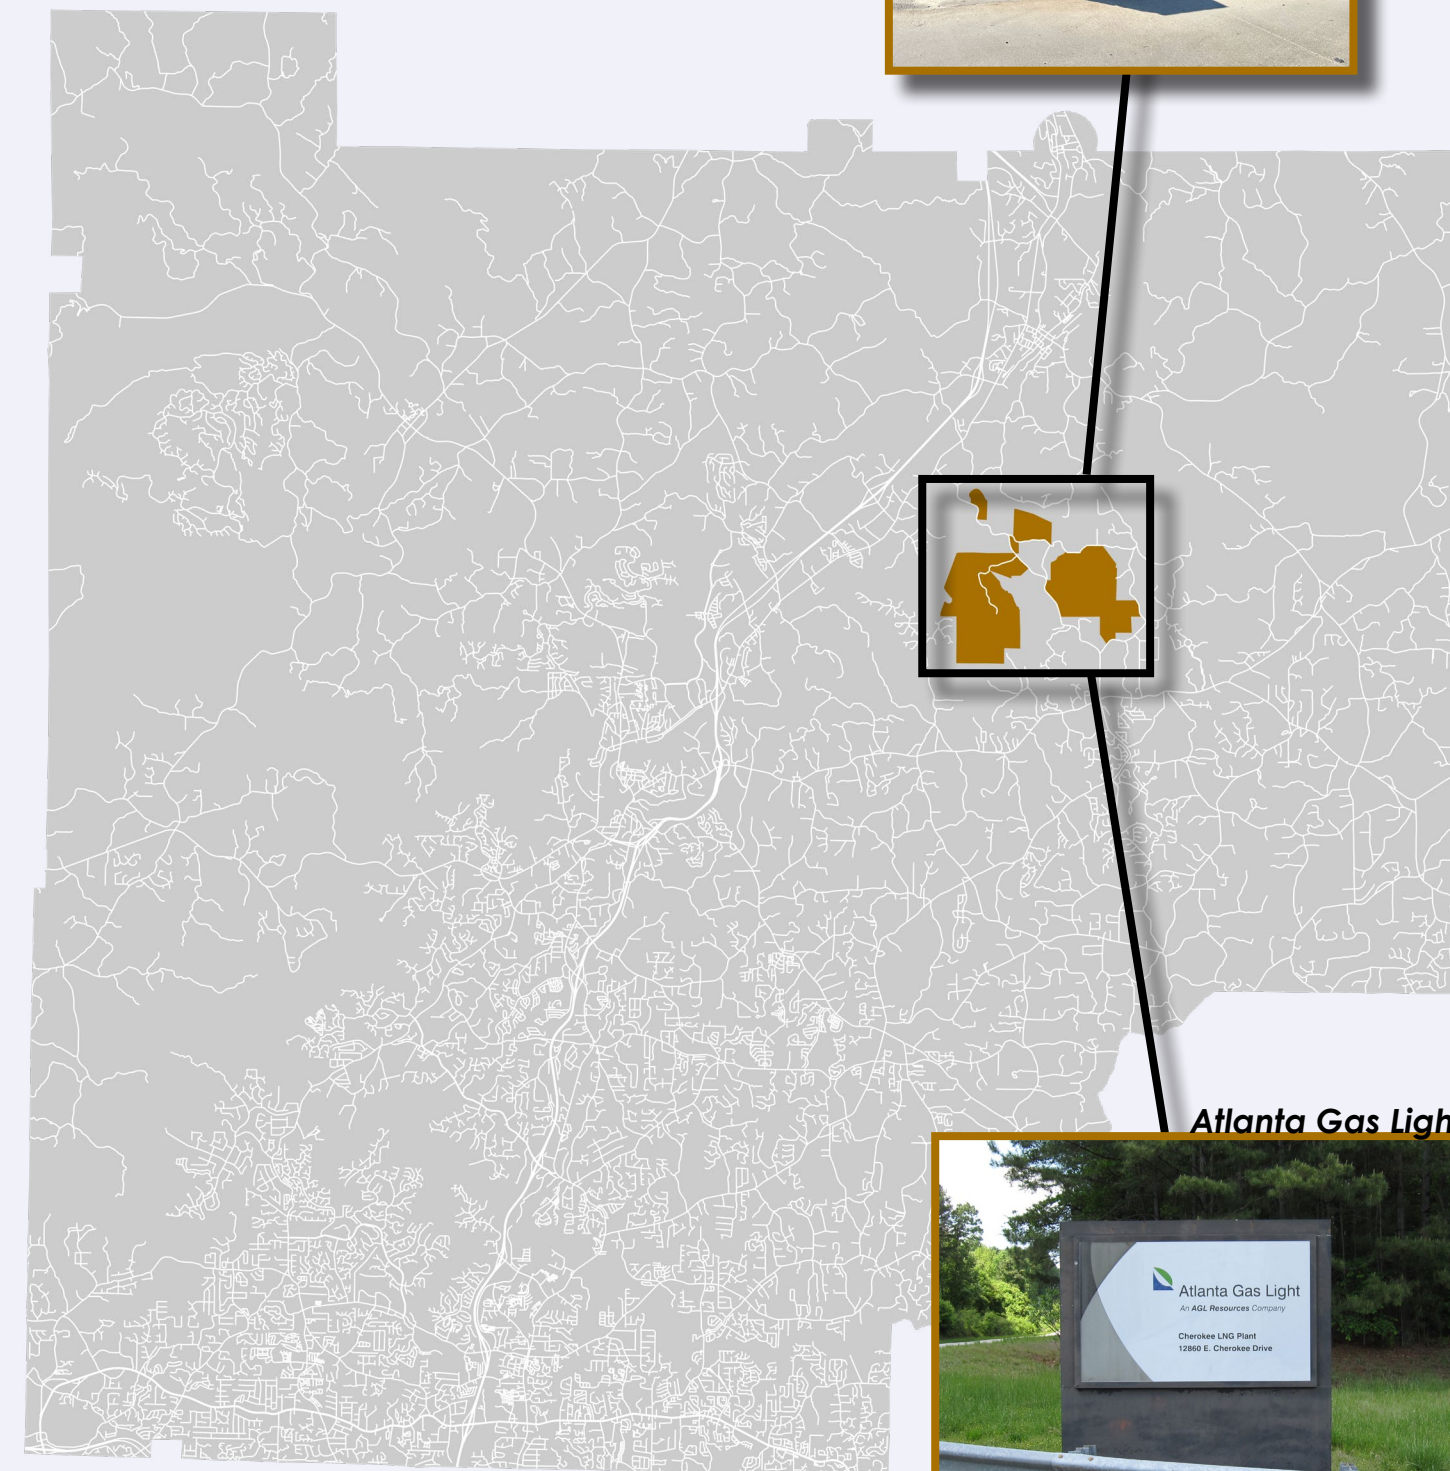 Atlanta Gas Ligh
Atlanta Gas Light
An AGL Resources Company
Cherokee LNG Plant
12860 E. Cherokee Drive